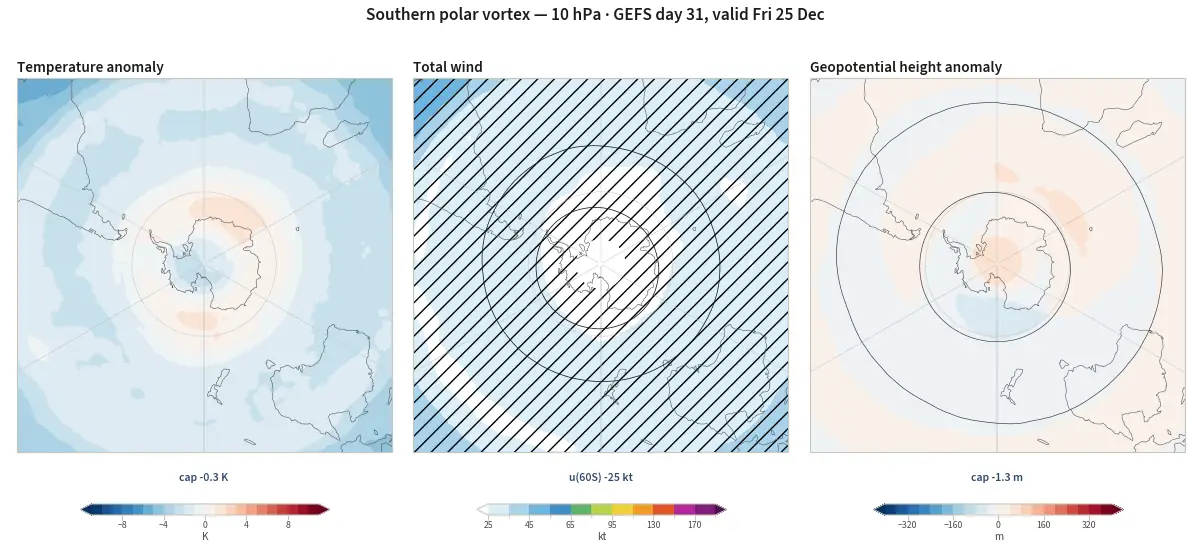 Southern polar vortex — 10 hPa · GEFS day 31, valid Fri 25 Dec
Temperature anomaly
Total wind
Geopotential height anomaly
cap -0.3 K
u(60S) -25 kt
cap -1.3 m
−8 −4 0 4 8
K
25 45 65 95 130 170
kt
−320 −160 0 160 320
m